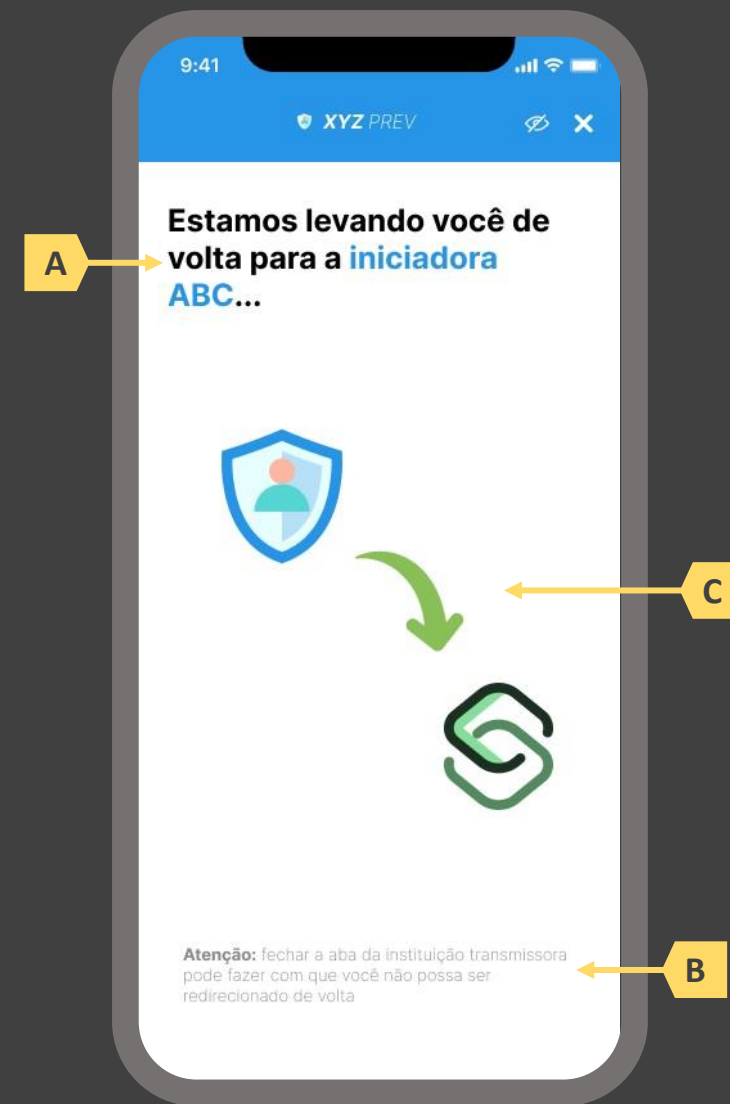 9:41
XYZ PREV
Estamos levando você de
volta para a iniciadora
ABC...
A
C
Atenção: fechar a aba da instituição transmissora
pode fazer com que você não possa ser
redirecionado de volta
B